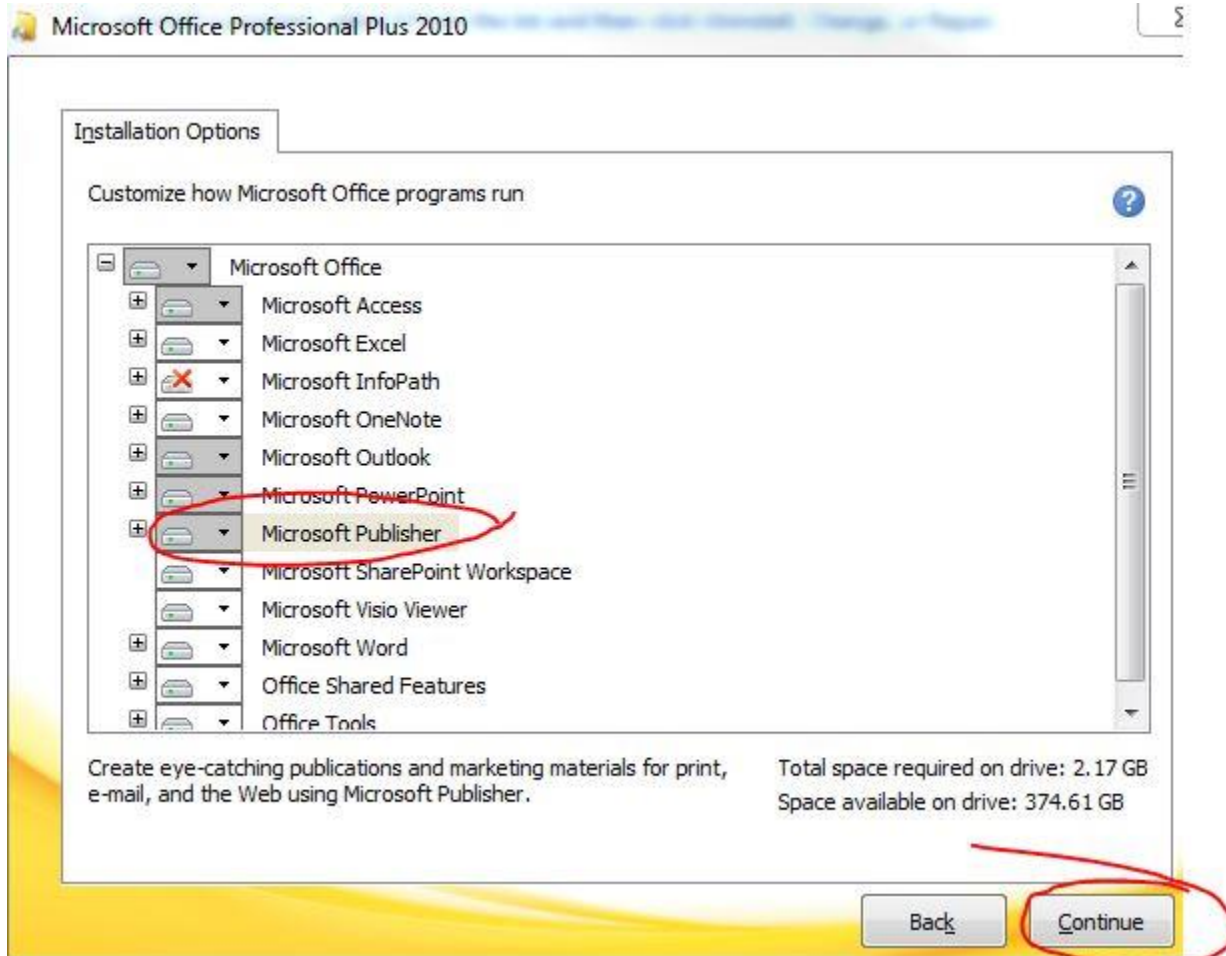 Microsoft Office Professional Plus 2010
Installation Options
Customize how Microsoft Office programs run
Microsoft Office
Microsoft Access
Microsoft Excel
Microsoft InfoPath
Microsoft OneNote
Microsoft Outlook
Microsoft PowerPoint
Microsoft Publisher
Microsoft SharePoint Workspace
Microsoft Visio Viewer
Microsoft Word
Office Shared Features
Office Tools
Create eye-catching publications and marketing materials for print,
e-mail, and the Web using Microsoft Publisher.
Total space required on drive: 2.17 GB
Space available on drive: 374.61 GB
Back
Continue